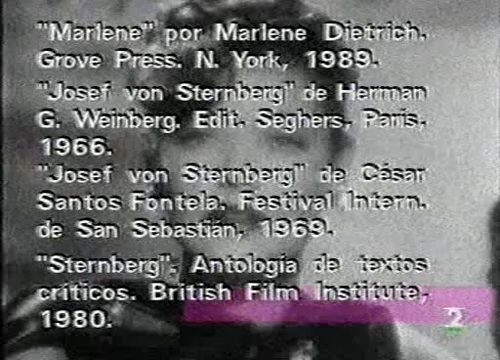 "Marlene" por Marlene Dietrich.
Grove Press. N. York, 1989.
"Josef von Sternberg" de Herman
G. Weinberg. Edit. Seghers, Paris,
1966.
"Josef von Sternberg" de César
Santos Fontela. Festival Intern.
de San Sebastián, 1969.
"Sternberg". Antología de textos
críticos. British Film Institute,
1980.
2